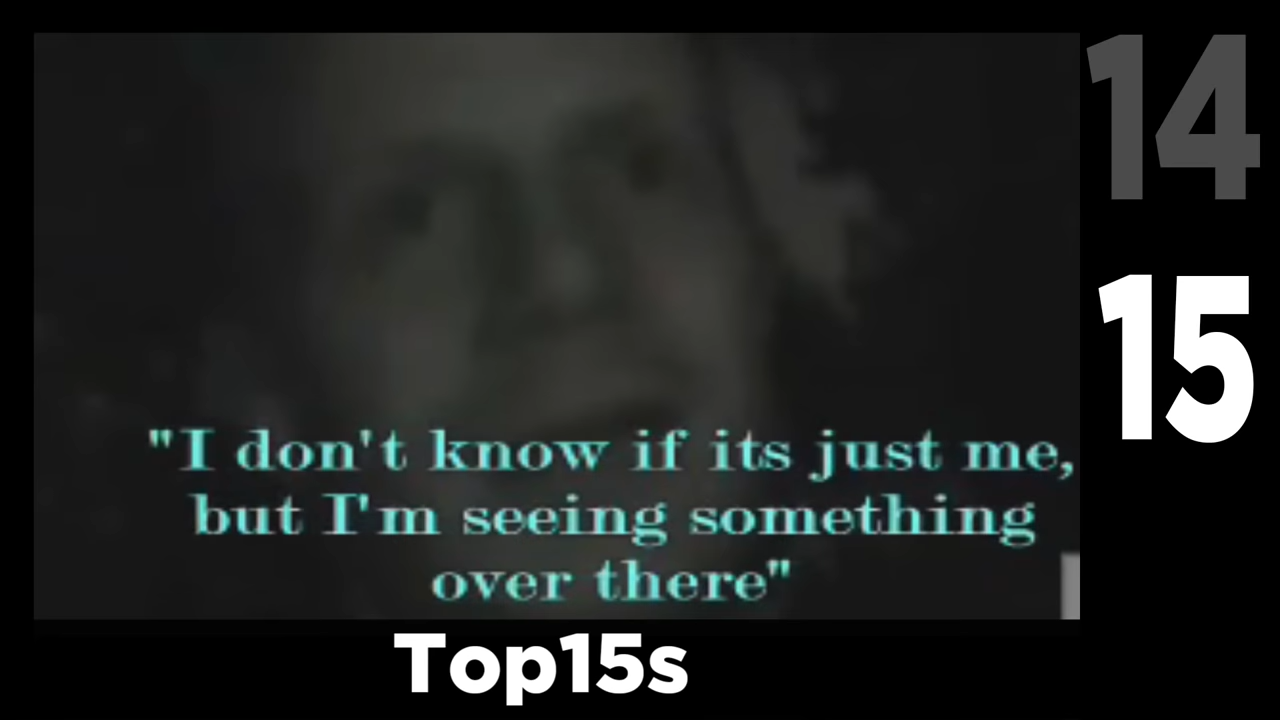 14
15
"I don't know if its just me,
but I'm seeing something
over there"
Top15s